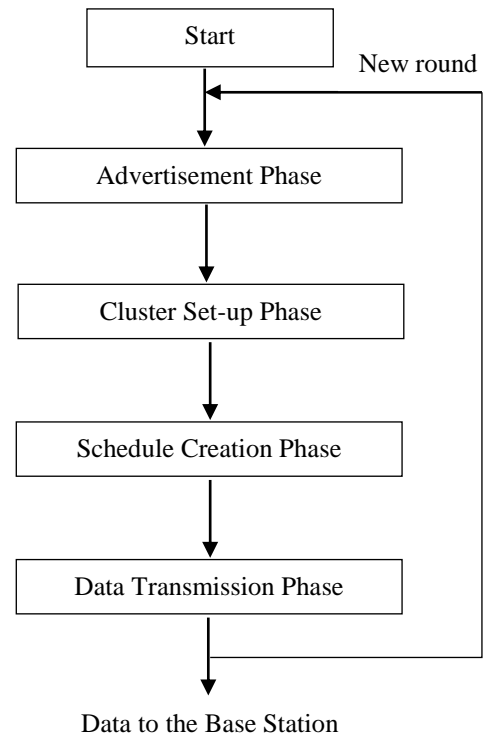 Start
New round
Advertisement Phase
Cluster Set-up Phase
Schedule Creation Phase
Data Transmission Phase
Data to the Base Station